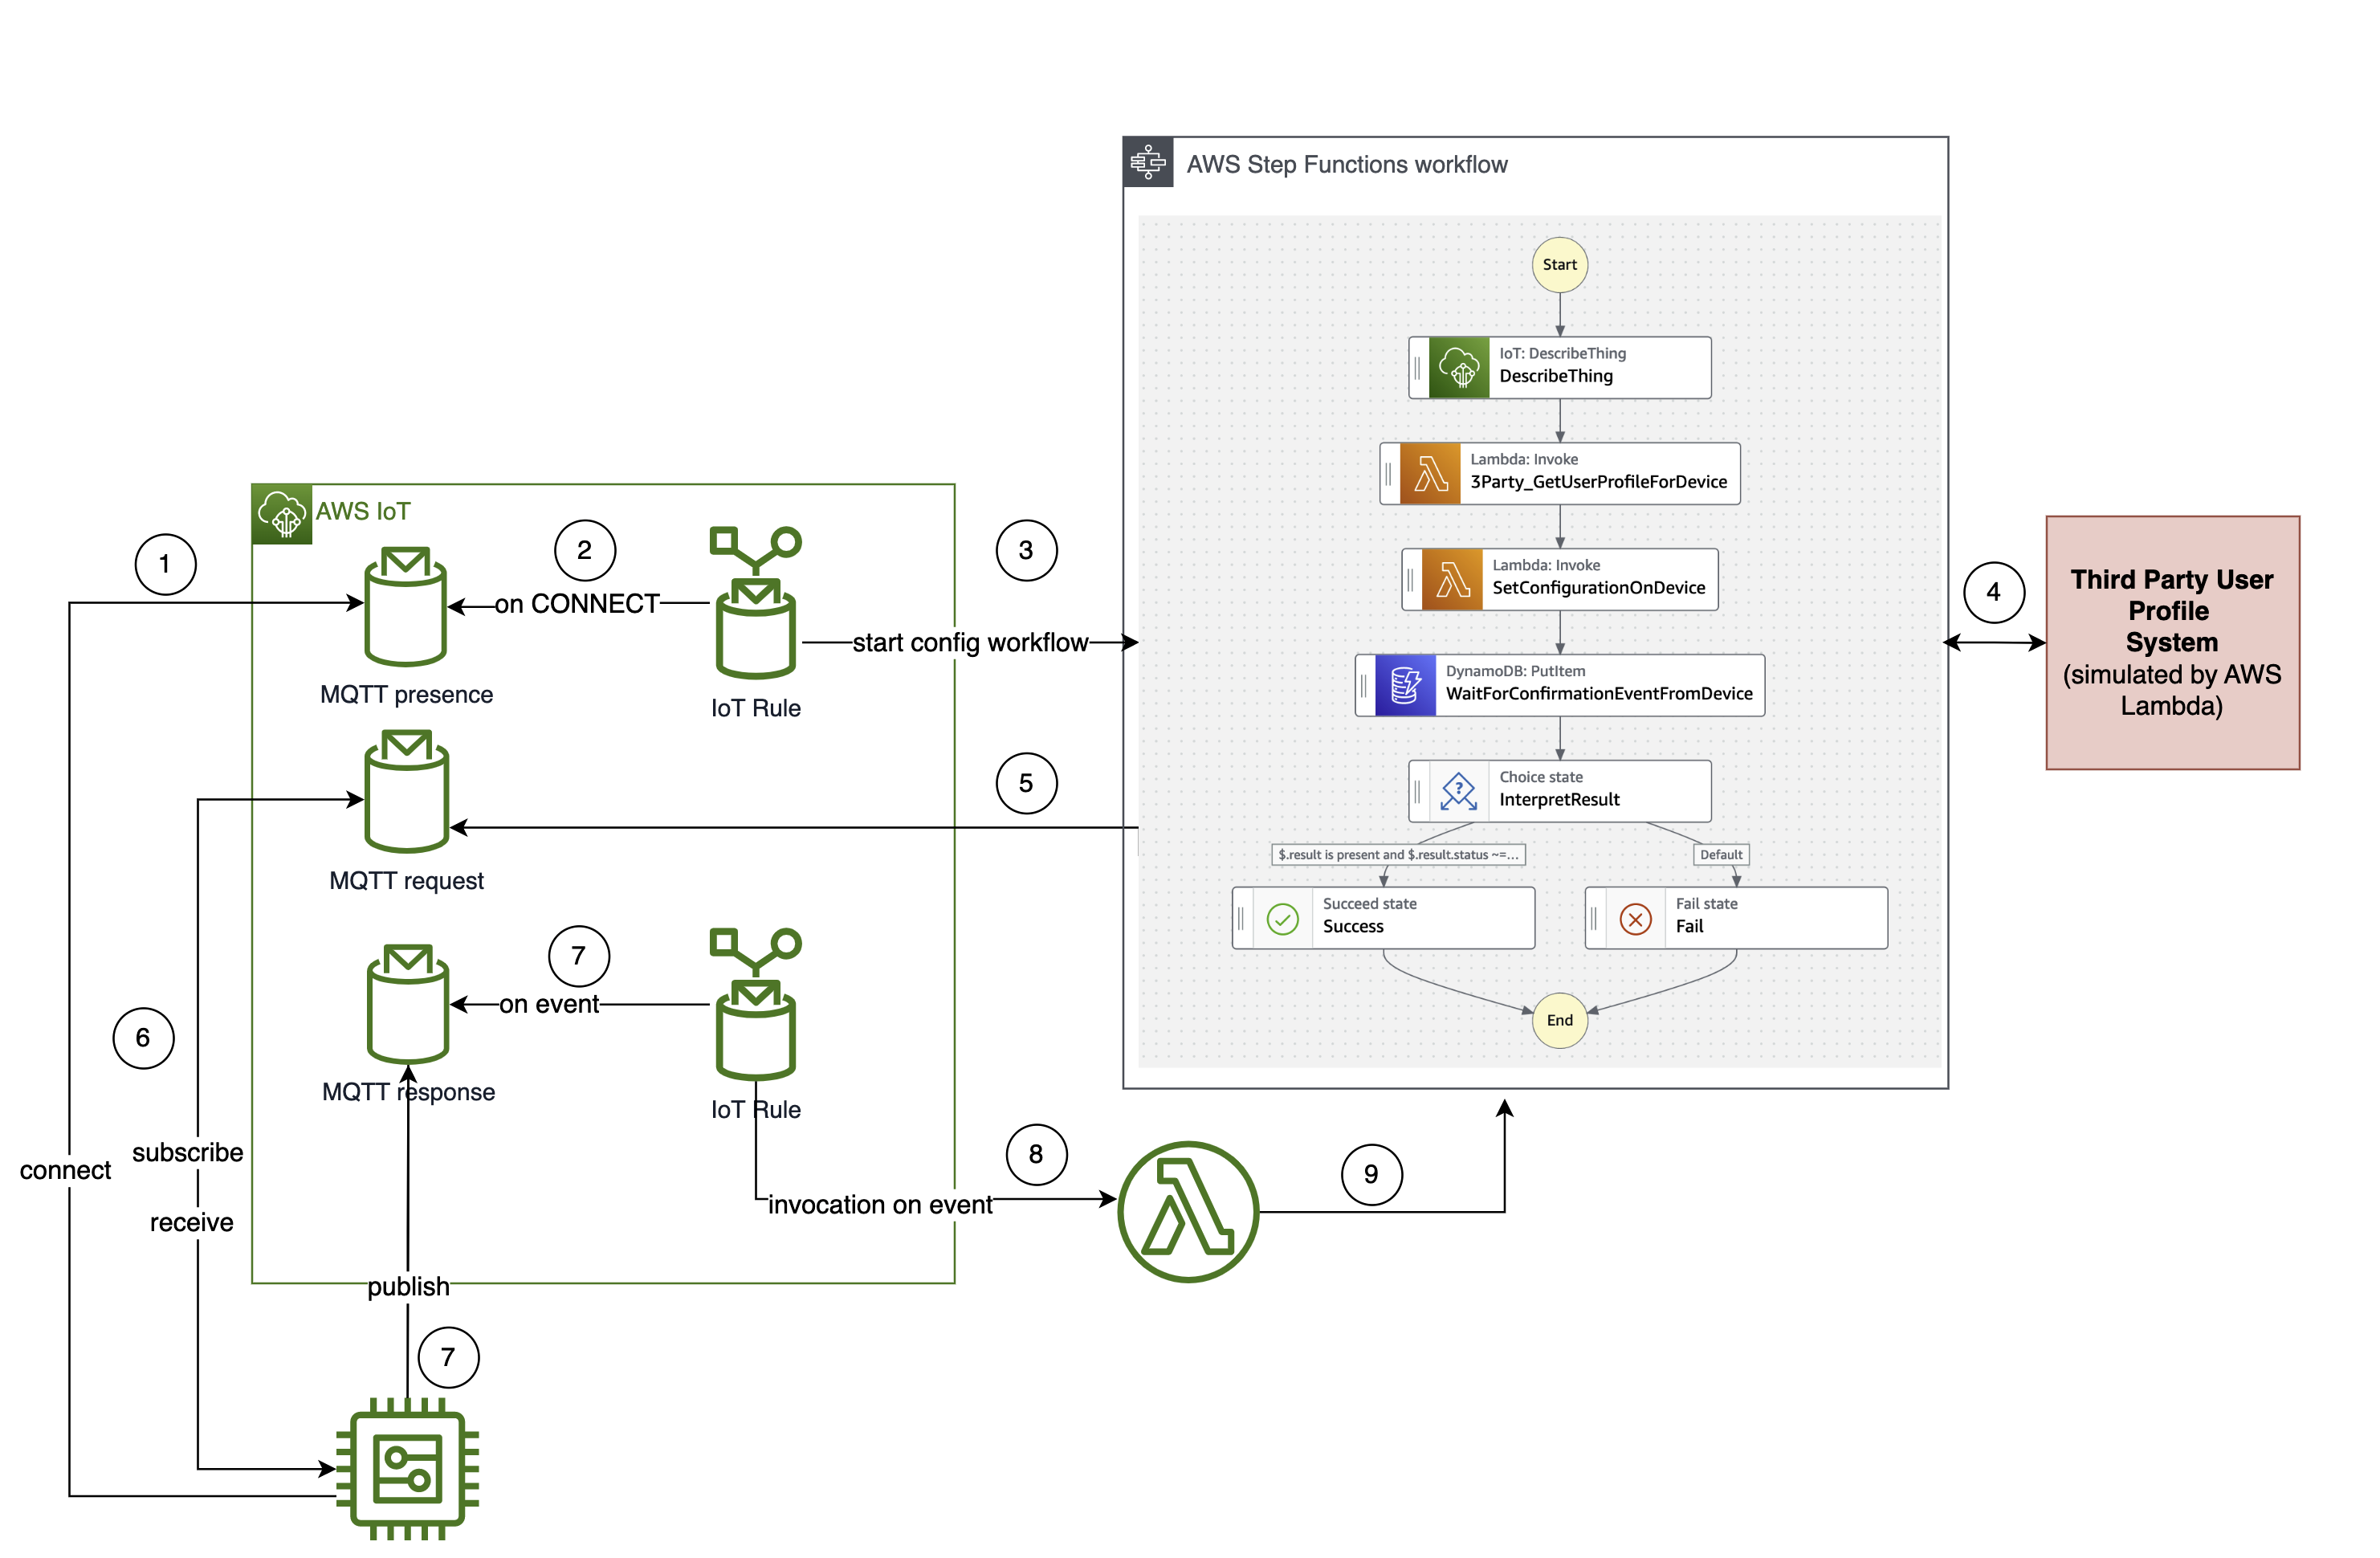 AWS Step Functions workflow
Start
IoT: DescribeThing
DescribeThing
Lambda: Invoke
3Party_GetUserProfileForDevice
Lambda: Invoke
SetConfigurationOnDevice
DynamoDB: PutItem
WaitForConfirmationEventFromDevice
Choice state
InterpretResult
$.result is present and $.result.status ~=...
Default
Succeed state
Success
Fail state
Fail
End
AWS IoT
1
2
3
on CONNECT
start config workflow
MQTT presence
IoT Rule
4
Third Party User
Profile
System
(simulated by AWS
Lambda)
5
MQTT request
7
on event
6
MQTT response
IoT Rule
subscribe
connect
receive
8
invocation on event
9
publish
7